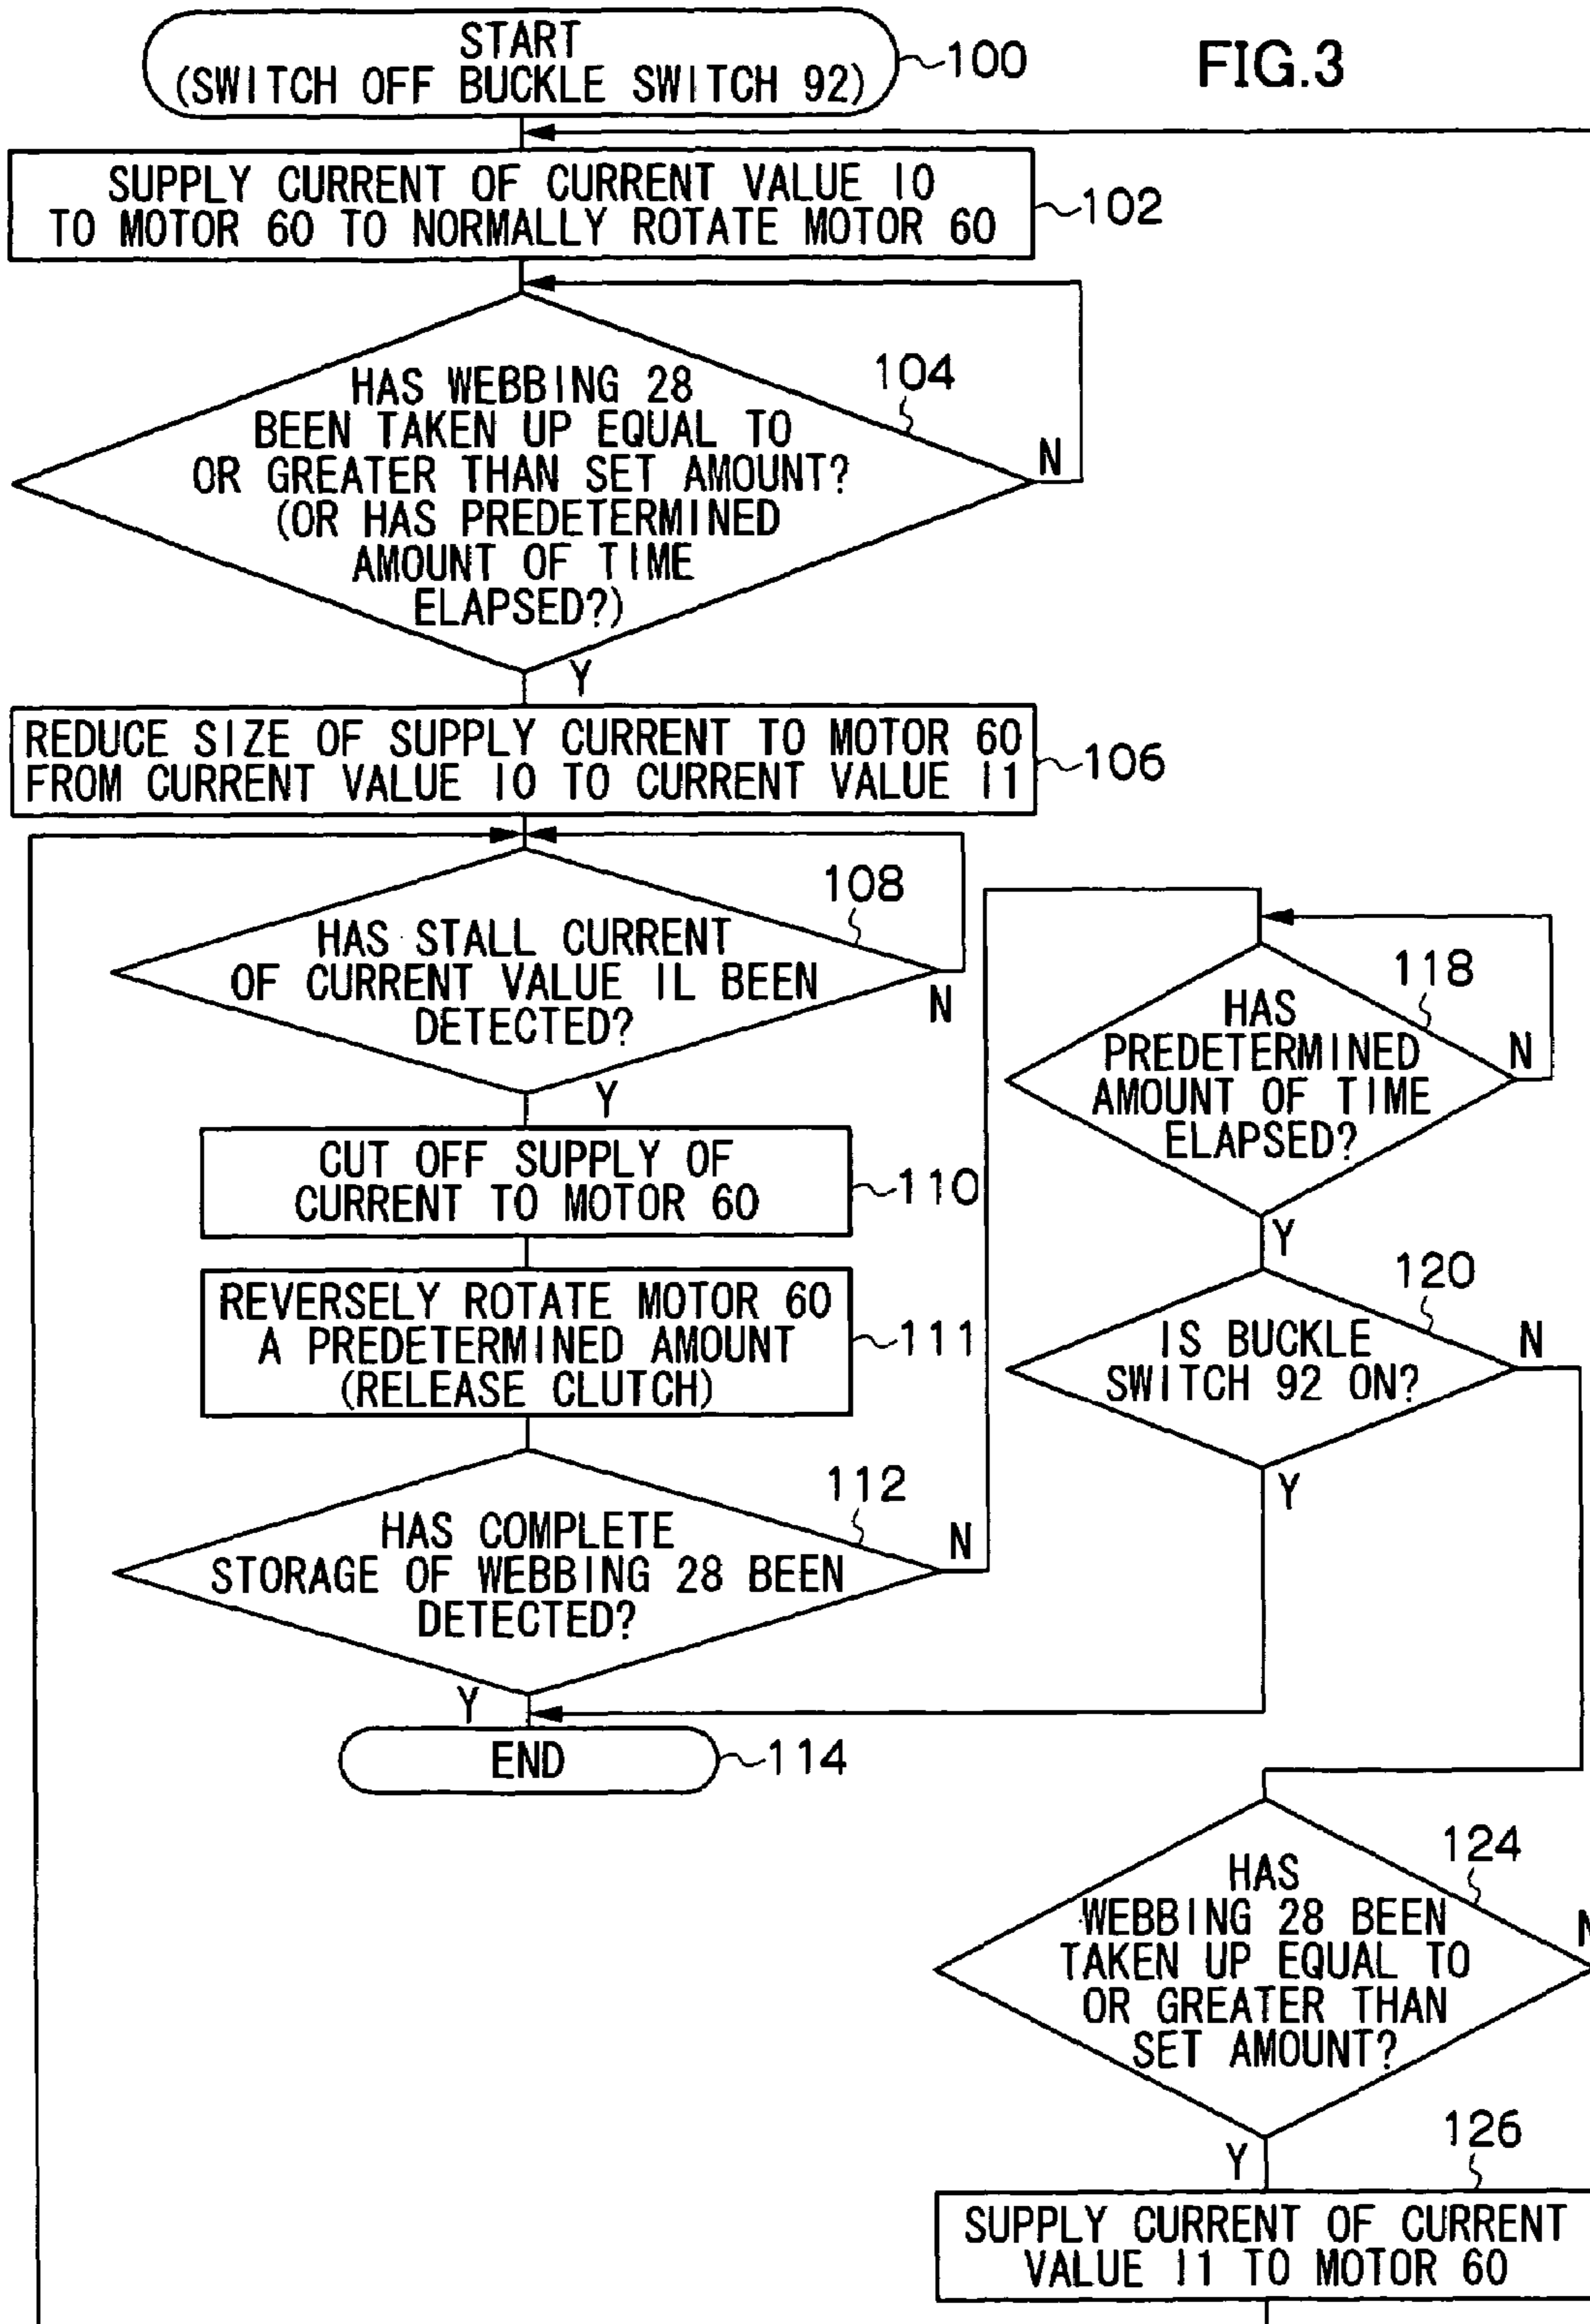 START
(SWITCH OFF BUCKLE SWITCH 92)
100
FIG.3
SUPPLY CURRENT OF CURRENT VALUE I0
TO MOTOR 60 TO NORMALLY ROTATE MOTOR 60
102
HAS WEBBING 28
BEEN TAKEN UP EQUAL TO
OR GREATER THAN SET AMOUNT?
(OR HAS PREDETERMINED
AMOUNT OF TIME
ELAPSED?)
104
N
Y
REDUCE SIZE OF SUPPLY CURRENT TO MOTOR 60
FROM CURRENT VALUE I0 TO CURRENT VALUE I1
106
HAS STALL CURRENT
OF CURRENT VALUE IL BEEN
DETECTED?
108
N
Y
CUT OFF SUPPLY OF
CURRENT TO MOTOR 60
110
REVERSELY ROTATE MOTOR 60
A PREDETERMINED AMOUNT
(RELEASE CLUTCH)
111
HAS COMPLETE
STORAGE OF WEBBING 28 BEEN
DETECTED?
112
N
Y
END
114
HAS
PREDETERMINED
AMOUNT OF TIME
ELAPSED?
118
N
Y
IS BUCKLE
SWITCH 92 ON?
120
N
Y
HAS
WEBBING 28 BEEN
TAKEN UP EQUAL TO
OR GREATER THAN
SET AMOUNT?
124
N
Y
126
SUPPLY CURRENT OF CURRENT
VALUE I1 TO MOTOR 60